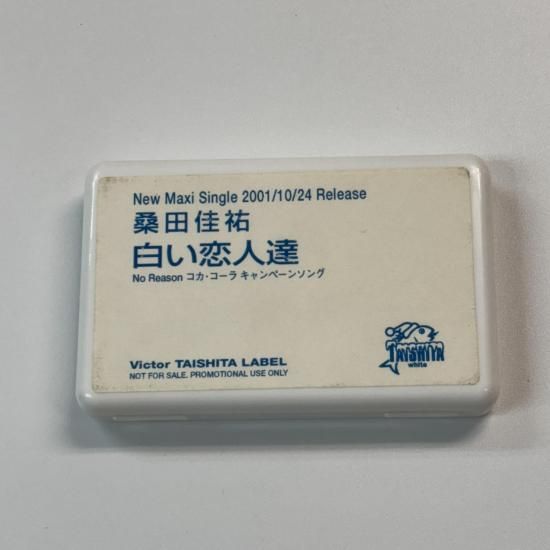 New Maxi Single 2001/10/24 Release
桑田佳祐
白い恋人達
No Reason コカ・コーラ キャンペーンソング
Victor TAISHITA LABEL
NOT FOR SALE. PROMOTIONAL USE ONLY
TAISHITA
white